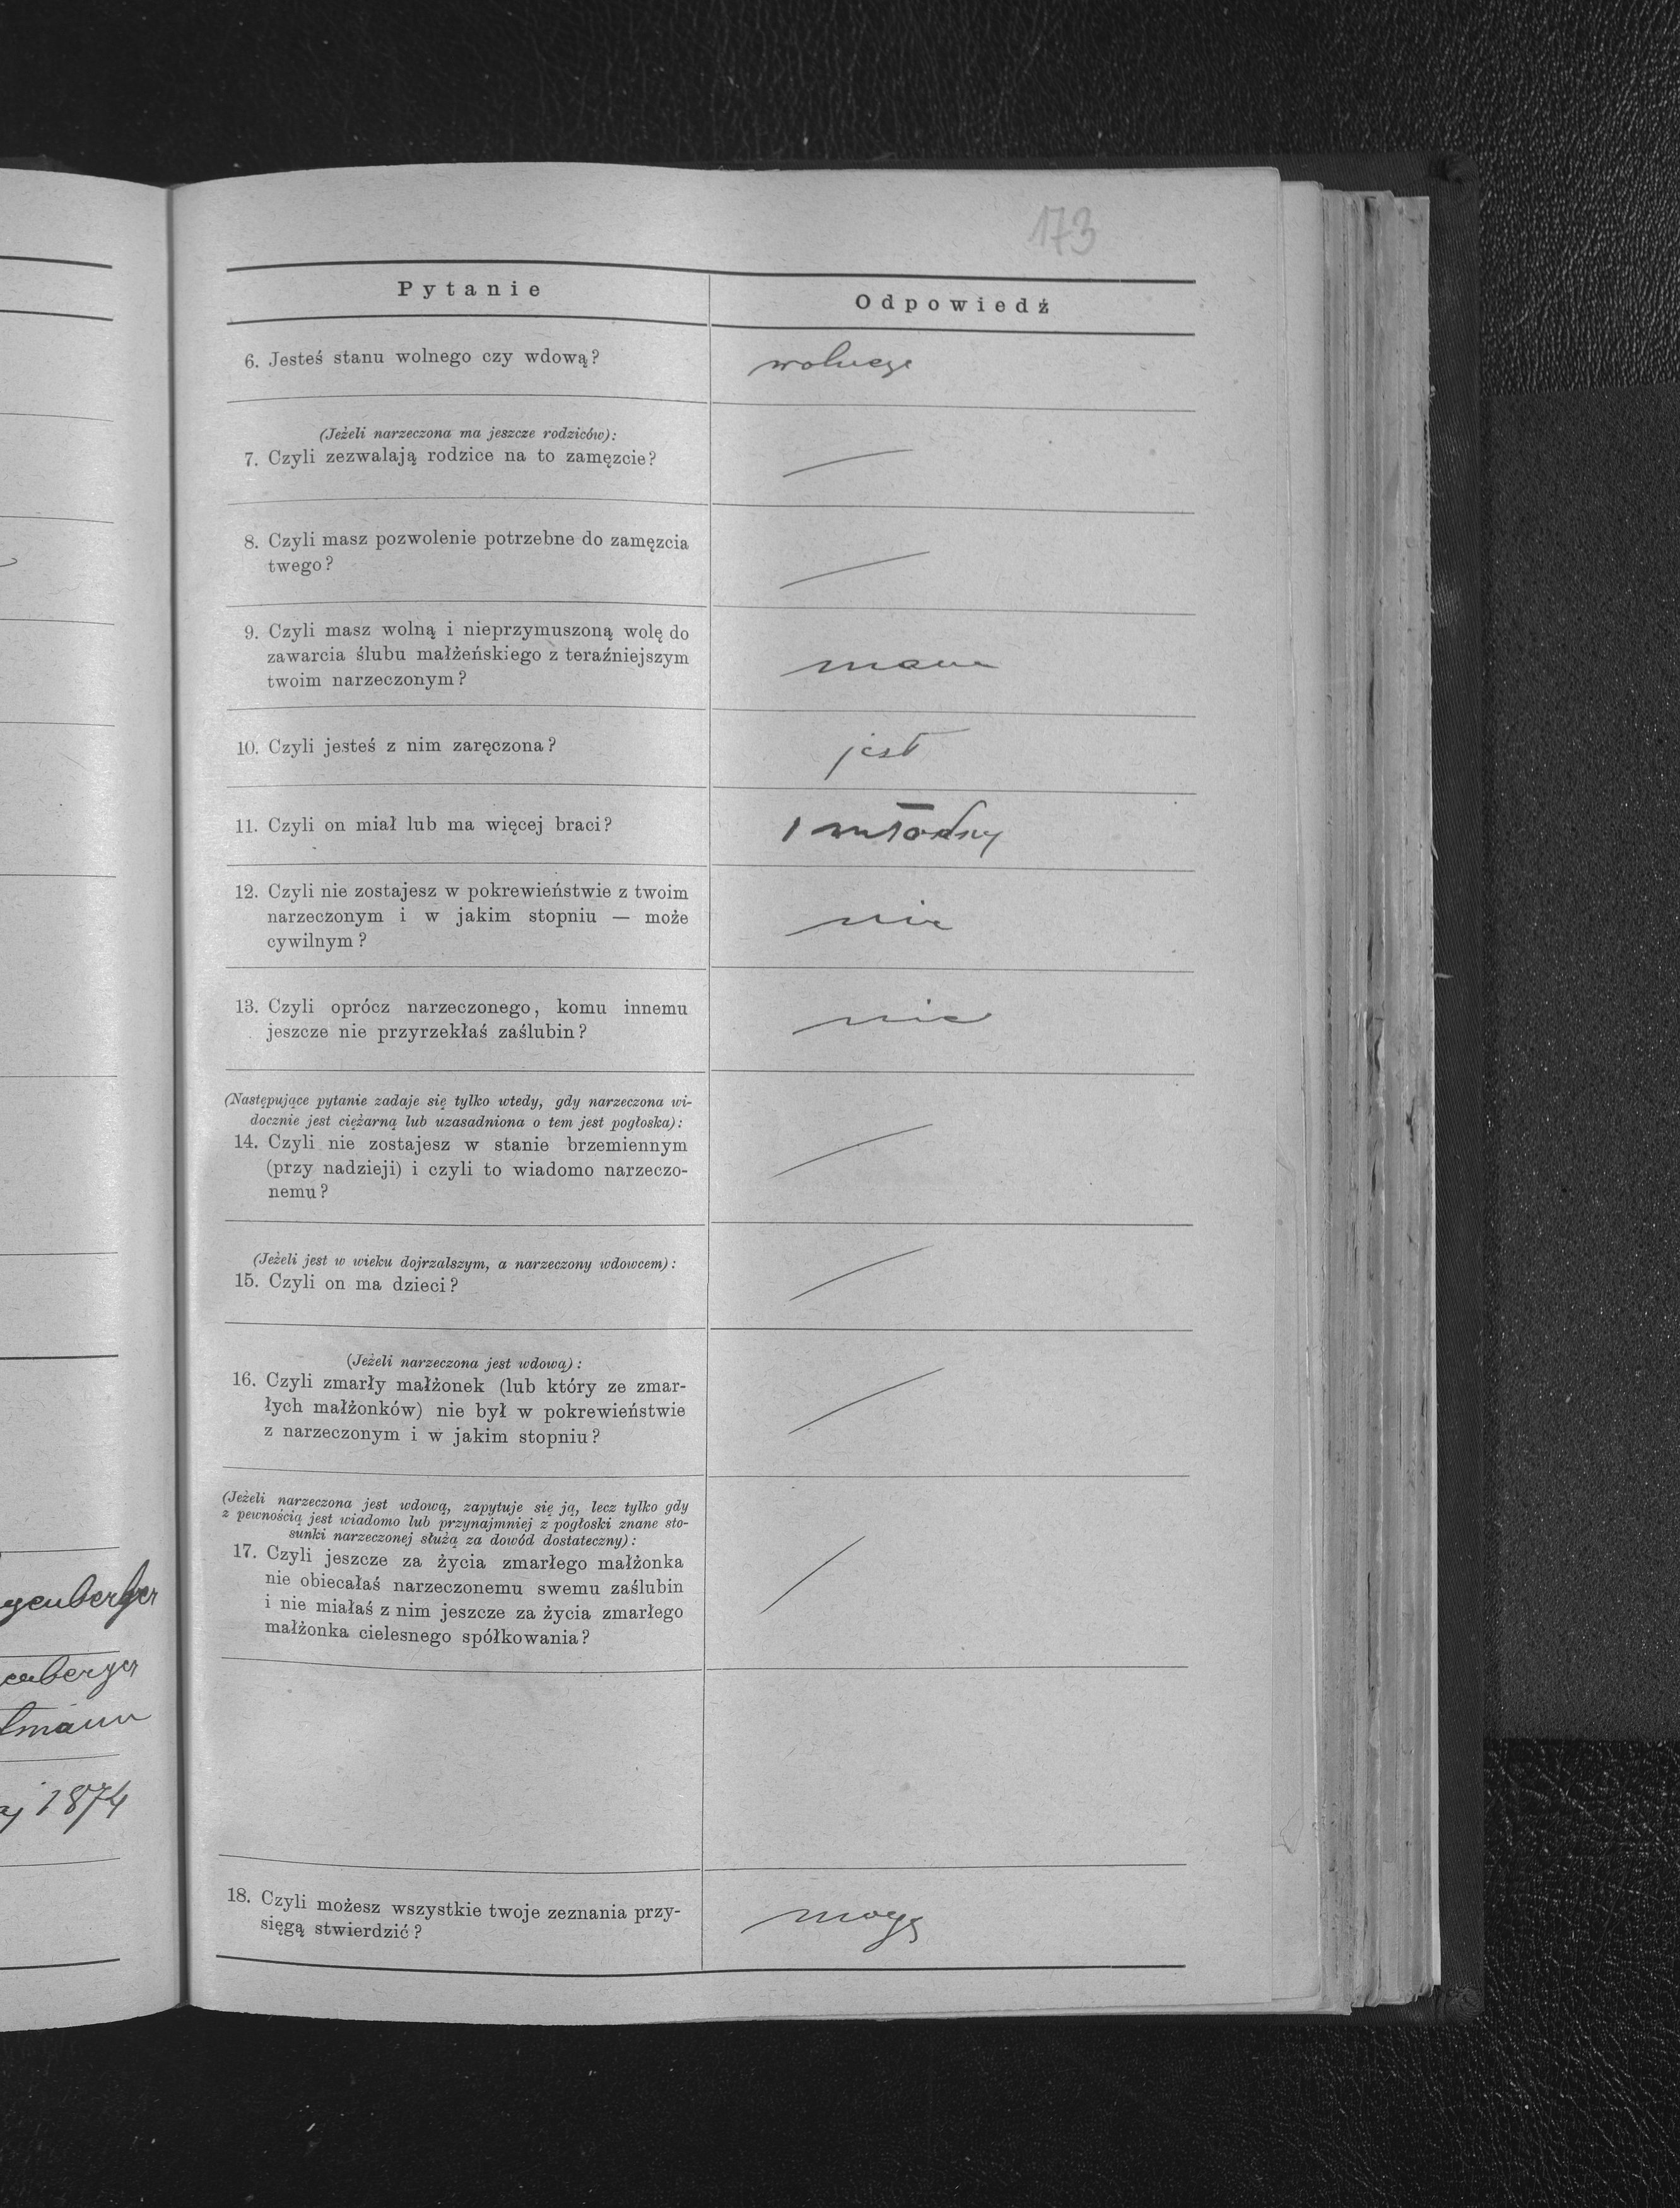 173
Pytanie
Odpowiedź
6. Jesteś stanu wolnego czy wdową?
wolnego
(Jeżeli narzeczona ma jeszcze rodziców):
7. Czyli zezwalają rodzice na to zamęzcie?
8. Czyli masz pozwolenie potrzebne do zamęzcia
twego?
9. Czyli masz wolną i nieprzymuszoną wolę do
zawarcia ślubu małżeńskiego z teraźniejszym
twoim narzeczonym?
mam
10. Czyli jesteś z nim zaręczona?
jest
11. Czyli on miał lub ma więcej braci?
1 młodszy
12. Czyli nie zostajesz w pokrewieństwie z twoim
narzeczonym i w jakim stopniu — może
cywilnym?
nie
13. Czyli oprócz narzeczonego, komu innemu
jeszcze nie przyrzekłaś zaślubin?
nie
(Następujące pytanie zadaje się tylko wtedy, gdy narzeczona wi-
docznie jest ciężarną lub uzasadniona o tem jest pogłoska):
14. Czyli nie zostajesz w stanie brzemiennym
(przy nadzieji) i czyli to wiadomo narzeczo-
nemu?
(Jeżeli jest w wieku dojrzalszym, a narzeczony wdowcem):
15. Czyli on ma dzieci?
(Jeżeli narzeczona jest wdową):
16. Czyli zmarły małżonek (lub który ze zmar-
łych małżonków) nie był w pokrewieństwie
z narzeczonym i w jakim stopniu?
(Jeżeli narzeczona jest wdową, zapytuje się ją, lecz tylko gdy
z pewnością jest wiadomo lub przynajmniej z pogłoski znane sto-
sunki narzeczonej służą za dowód dostateczny):
17. Czyli jeszcze za życia zmarłego małżonka
nie obiecałaś narzeczonemu swemu zaślubin
i nie miałaś z nim jeszcze za życia zmarłego
małżonka cielesnego spółkowania?
18. Czyli możesz wszystkie twoje zeznania przy-
sięgą stwierdzić?
mogę
genberger
enberger
tmann
aj 1874